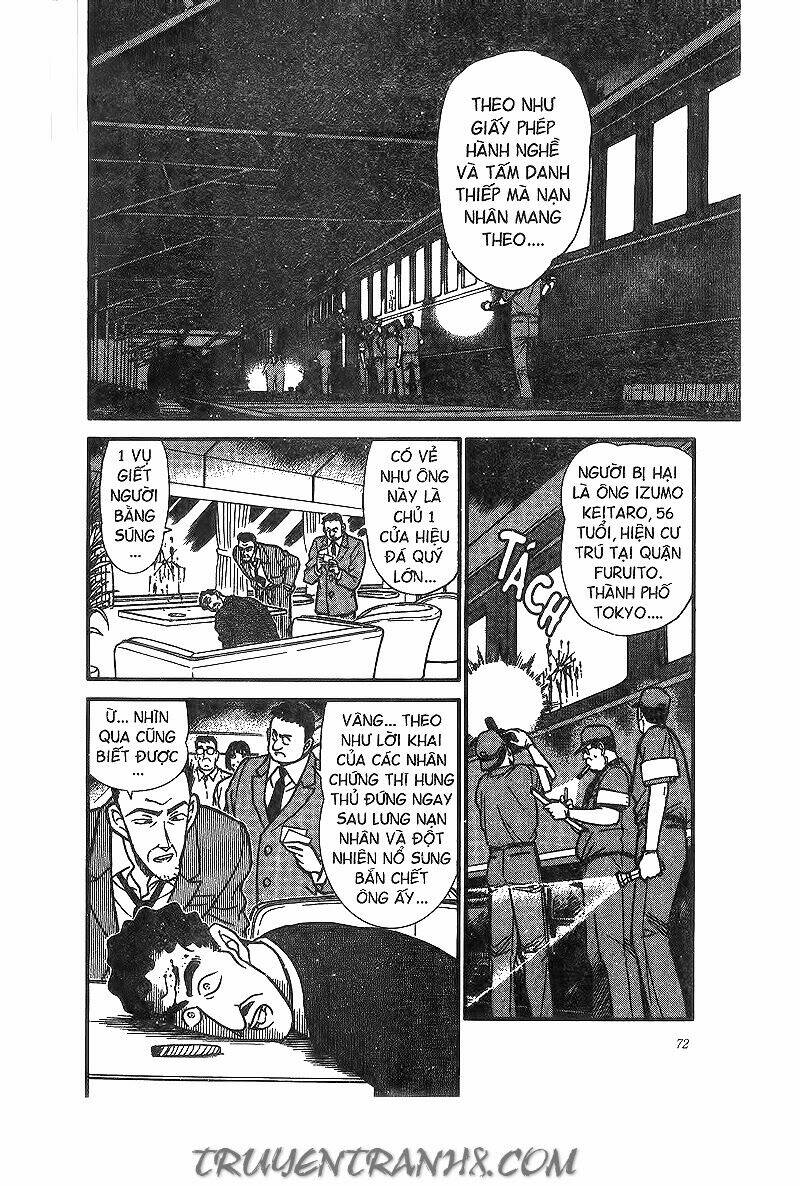 THEO NHƯ
GIẤY PHÉP
HÀNH NGHỀ
VÀ TẤM DANH
THIẾP MÀ NẠN
NHÂN MANG
THEO....
NGƯỜI BỊ HẠI
LÀ ÔNG IZUMO
KEITARO, 56
TUỔI, HIỆN CƯ
TRÚ TẠI QUẬN
FURUITO.
THÀNH PHỐ
TOKYO....
TÁCH
CÓ VẺ
NHƯ ÔNG
NÀY LÀ
CHỦ 1
CỬA HIỆU
ĐÁ QUÝ
LỚN...
1 VỤ
GIẾT
NGƯỜI
BẰNG
SÚNG
...
VÂNG... THEO
NHƯ LỜI KHAI
CỦA CÁC NHÂN
CHỨNG THÌ HUNG
THỦ ĐỨNG NGAY
SAU LƯNG NẠN
NHÂN VÀ ĐỘT
NHIÊN NỔ SUNG
BẮN CHẾT
ÔNG ẤY...
Ừ... NHÌN
QUA CŨNG
BIẾT ĐƯỢC
...
72
TRUYENTRANH8.COM